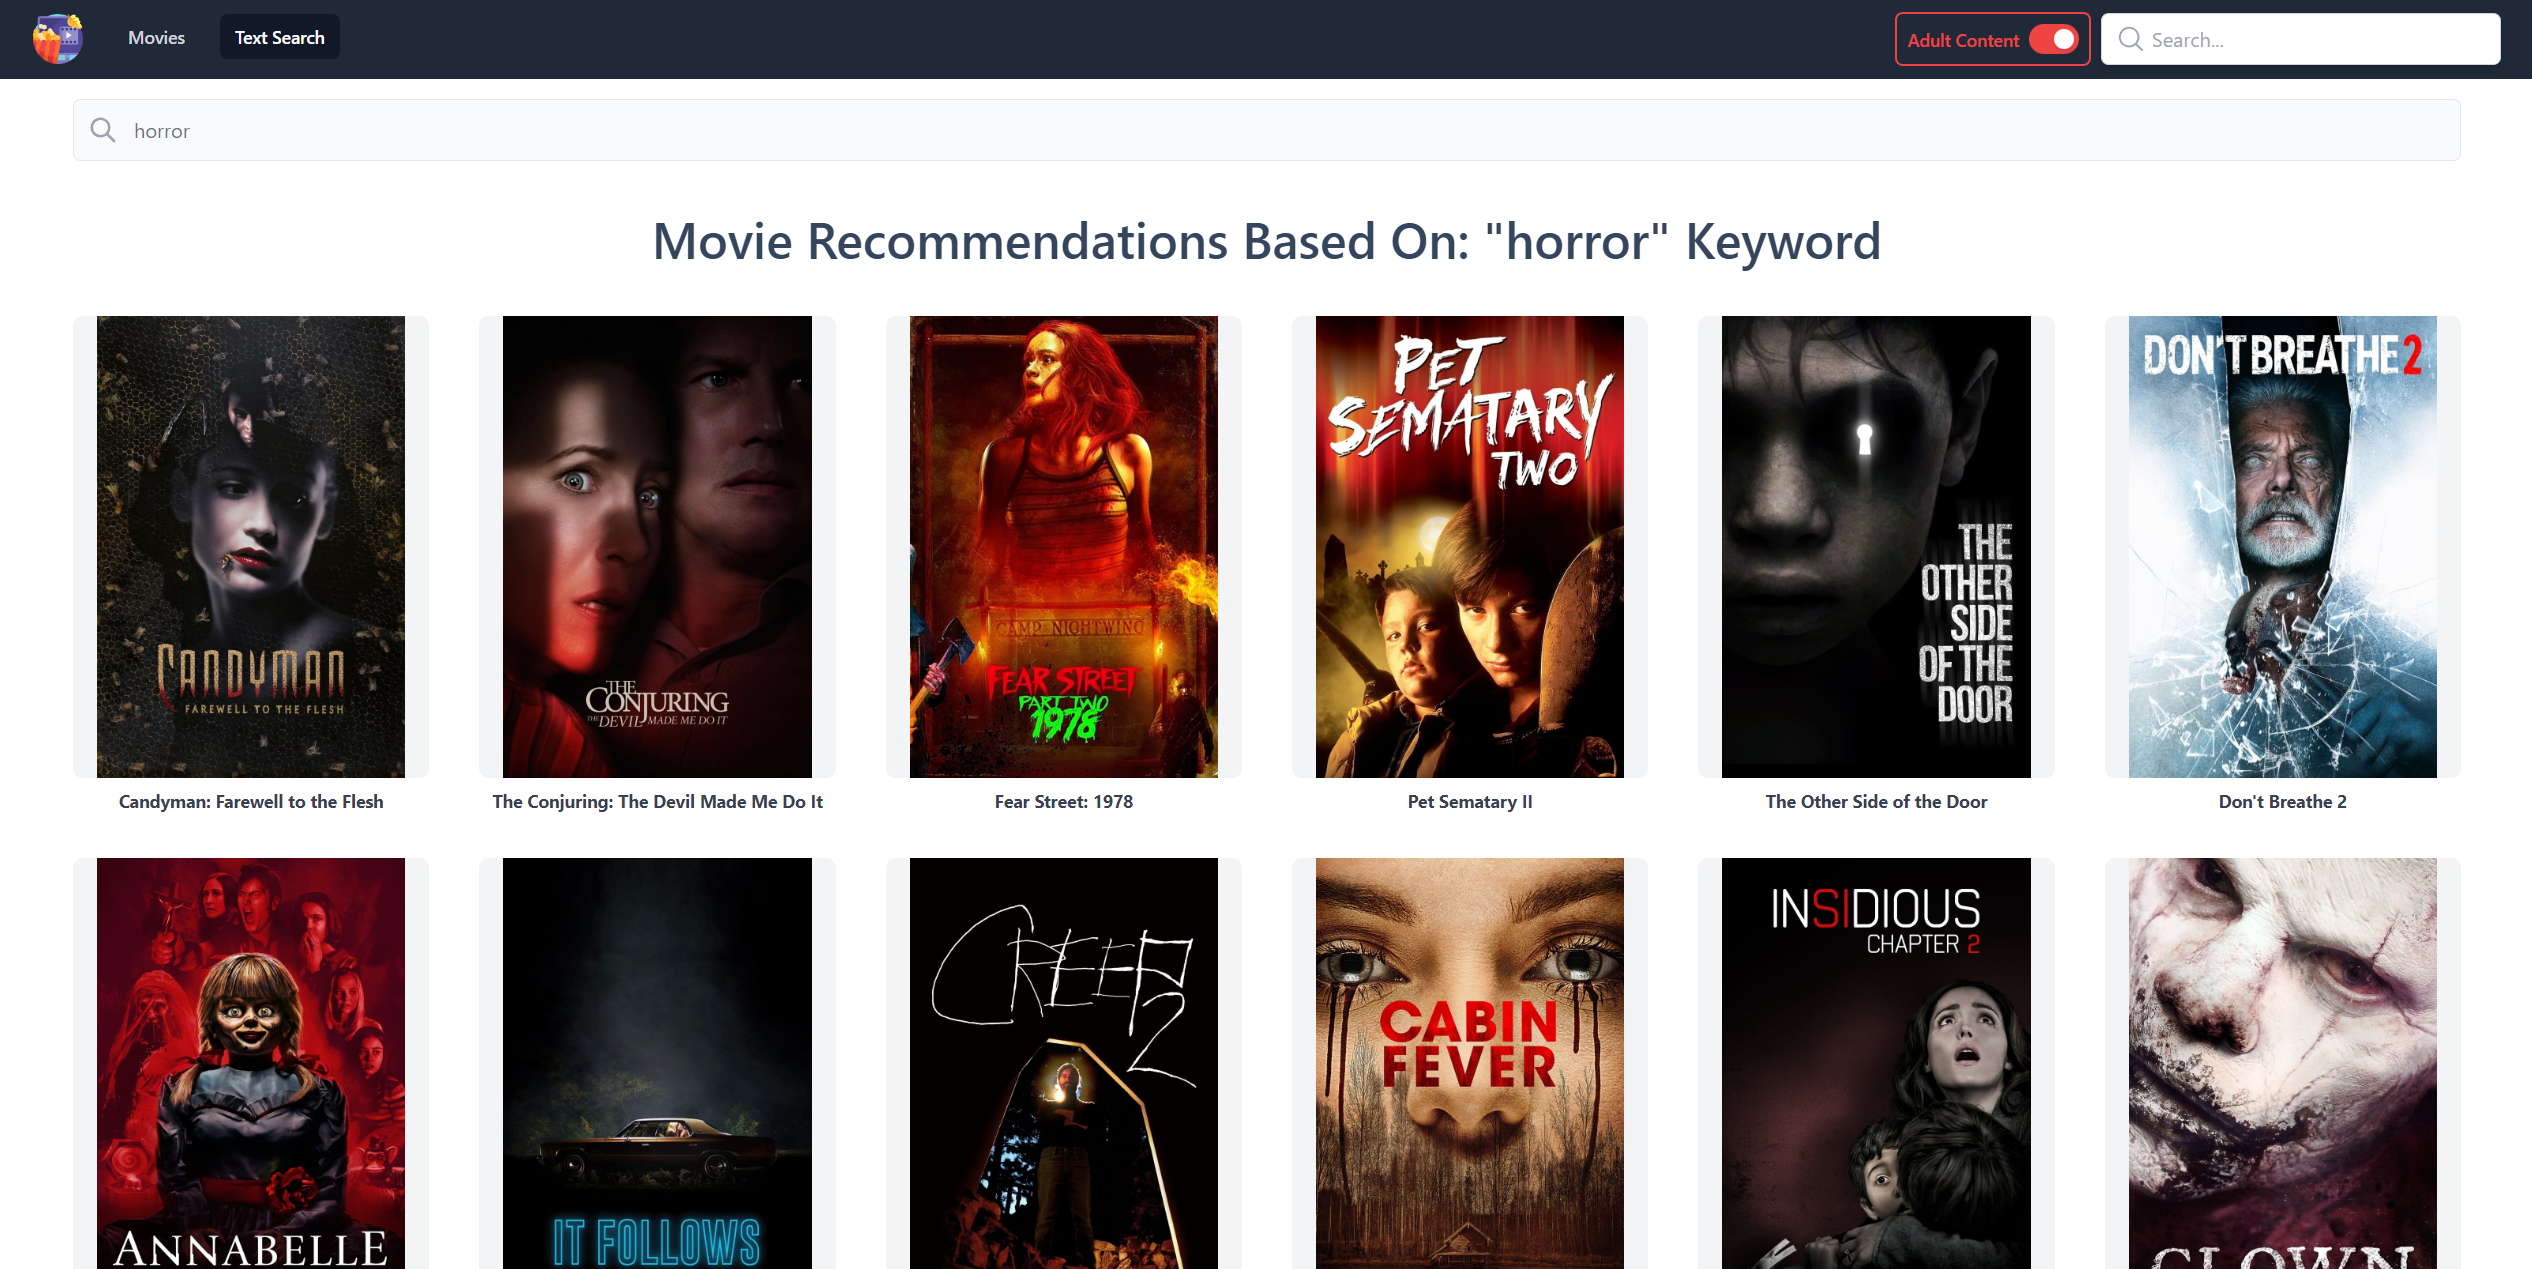 Movies
Text Search
Adult Content
Search...
horror
Movie Recommendations Based On: "horror" Keyword
CANDYMAN
FAREWELL TO THE FLESH
THE
CONJURING
THE DEVIL MADE ME DO IT
CAMP NIGHTWING
FEAR STREET
PART TWO
1978
PET
SEMATARY
TWO
THE
OTHER
SIDE
OF THE
DOOR
DON'T BREATHE 2
Candyman: Farewell to the Flesh
The Conjuring: The Devil Made Me Do It
Fear Street: 1978
Pet Sematary II
The Other Side of the Door
Don't Breathe 2
ANNABELLE
IT FOLLOWS
CREEP
2
CABIN
FEVER
INSIDIOUS
CHAPTER 2
CLOWN